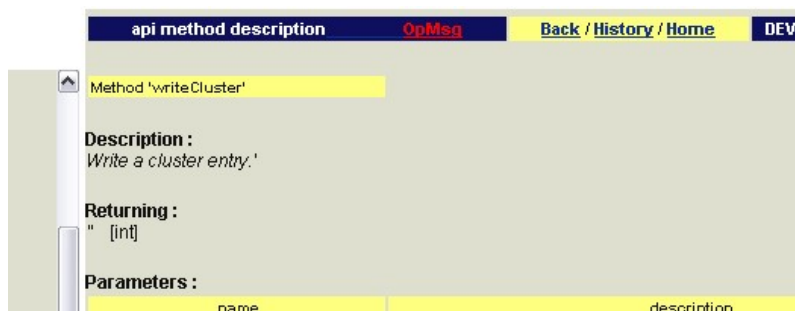 api method description OpMsg Back / History / Home DEV
Method 'writeCluster'
Description :
Write a cluster entry.'
Returning :
'' [int]
Parameters :
name description